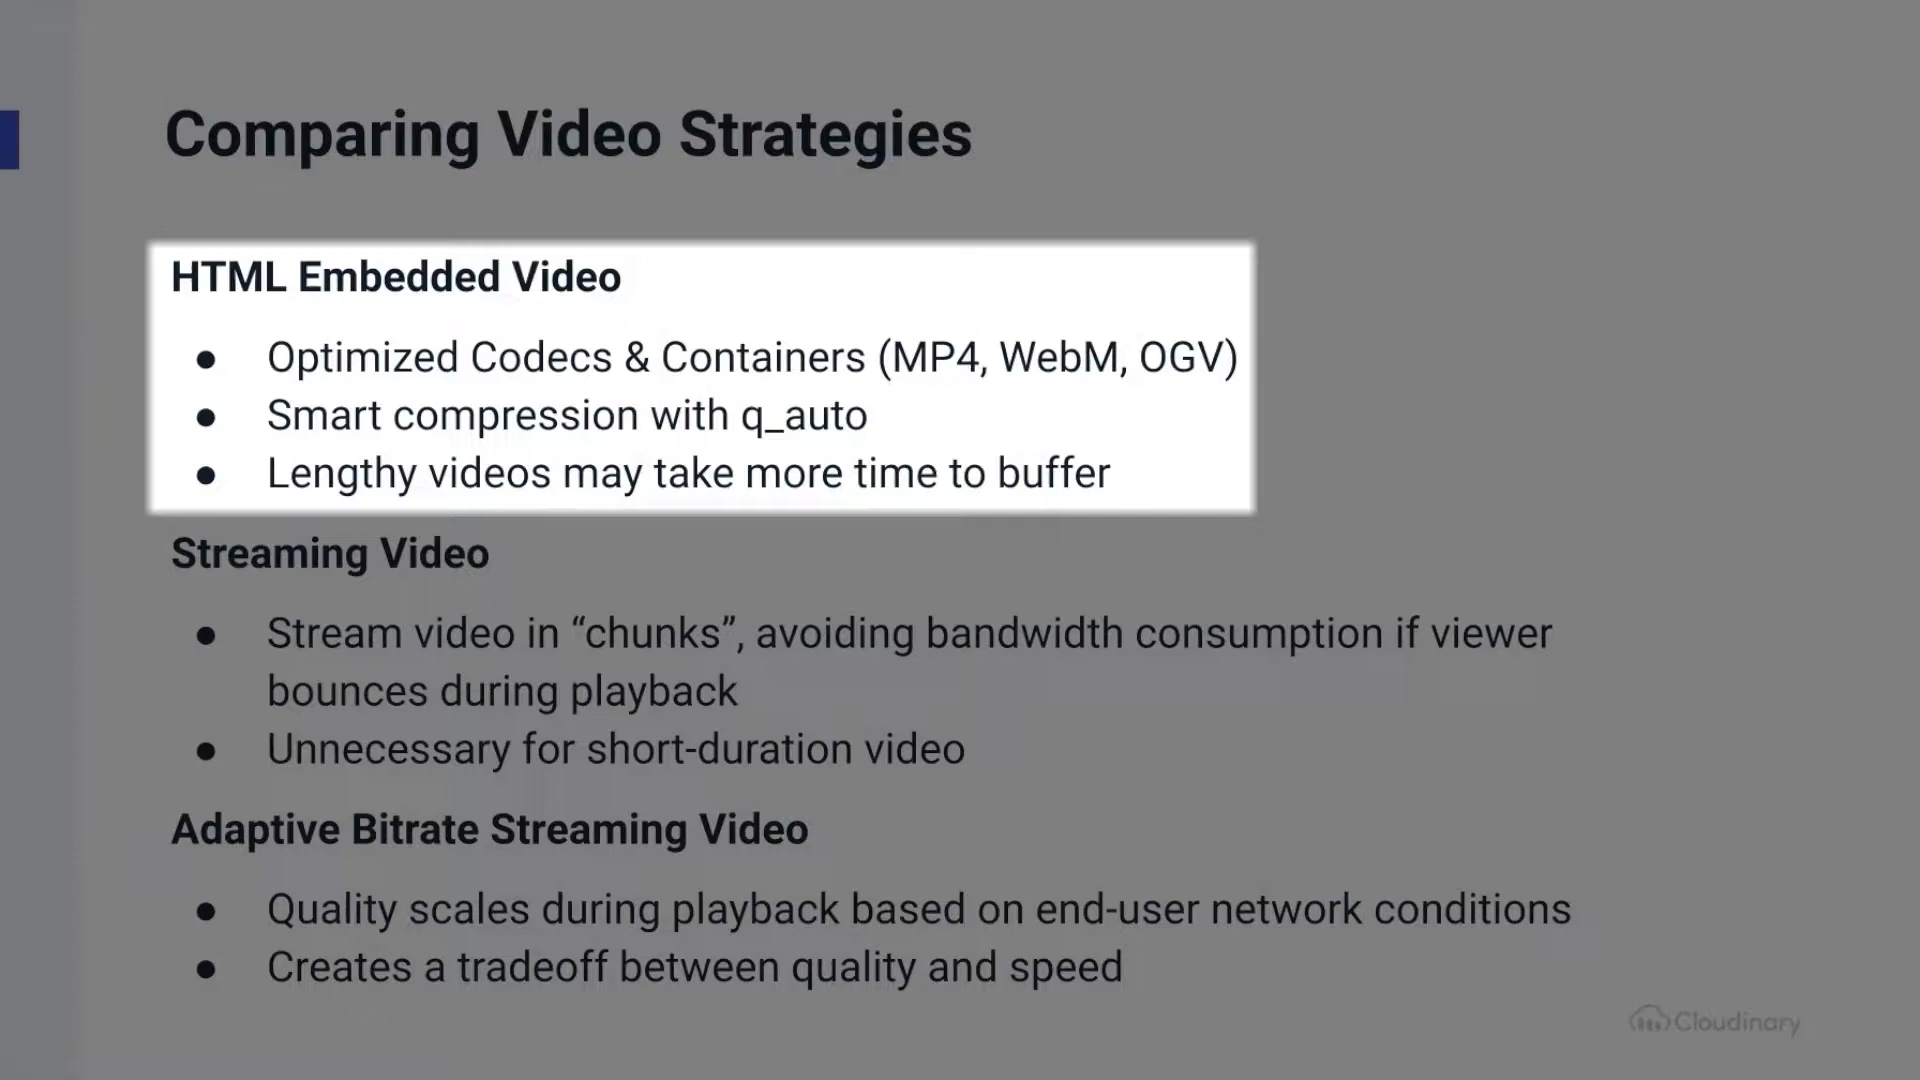 Comparing Video Strategies
HTML Embedded Video
● Optimized Codecs & Containers (MP4, WebM, OGV)
● Smart compression with q_auto
● Lengthy videos may take more time to buffer
Streaming Video
● Stream video in “chunks”, avoiding bandwidth consumption if viewer
bounces during playback
● Unnecessary for short-duration video
Adaptive Bitrate Streaming Video
● Quality scales during playback based on end-user network conditions
● Creates a tradeoff between quality and speed
Cloudinary